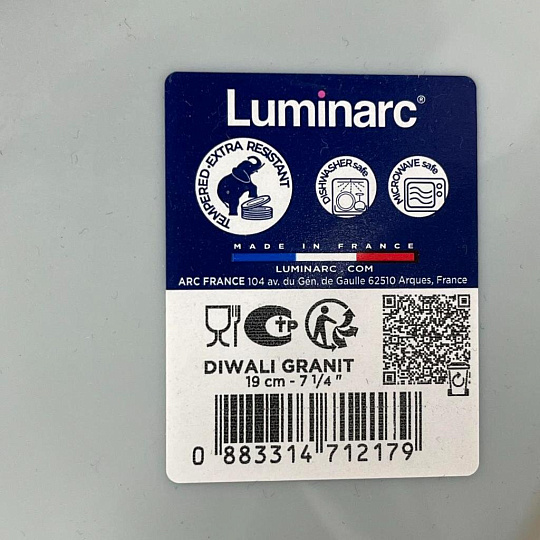 Luminarc®
TEMPERED • EXTRA RESISTANT
DISHWASHER safe
MICROWAVE safe
MADE IN FRANCE
LUMINARC.COM
ARC FRANCE 104 av. du Gén. de Gaulle 62510 Arques, France
CTP
DIWALI GRANIT
19 cm - 7 1/4 "
0 883314 712179